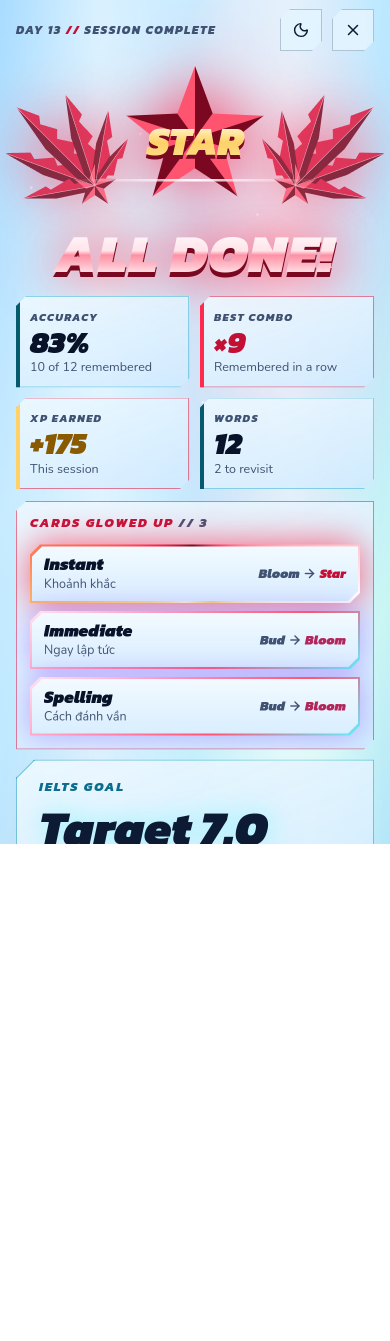 DAY 13 // SESSION COMPLETE
STAR
ALL DONE!
ACCURACY
83%
10 of 12 remembered
BEST COMBO
×9
Remembered in a row
XP EARNED
+175
This session
WORDS
12
2 to revisit
CARDS GLOWED UP // 3
Instant
Khoảnh khắc
Bloom → Star
Immediate
Ngay lập tức
Bud → Bloom
Spelling
Cách đánh vần
Bud → Bloom
IELTS GOAL
Target 7.0